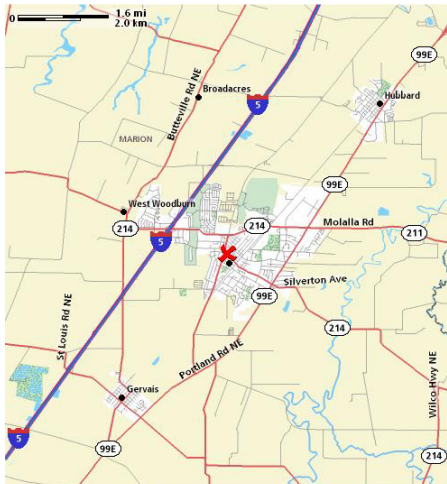 0 1.6 mi
2.0 km
99E
Broadacres
Butteville Rd NE
5
Hubbard
MARION
99E
West Woodburn
214
214
Molalla Rd
211
5
Silverton Ave
99E
214
St Louis Rd NE
Portland Rd NE
Wilco Hwy NE
Gervais
5
99E
214